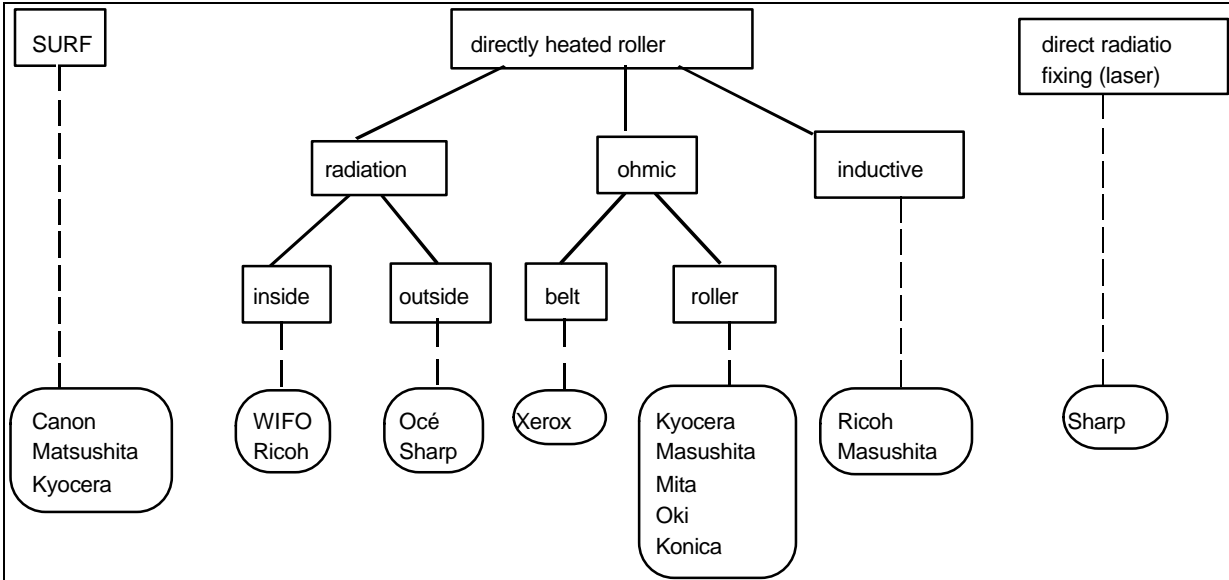 SURF
directly heated roller
direct radiatio
fixing (laser)
radiation
ohmic
inductive
inside
outside
belt
roller
Canon
Matsushita
Kyocera
WIFO
Ricoh
Océ
Sharp
Xerox
Kyocera
Masushita
Mita
Oki
Konica
Ricoh
Masushita
Sharp